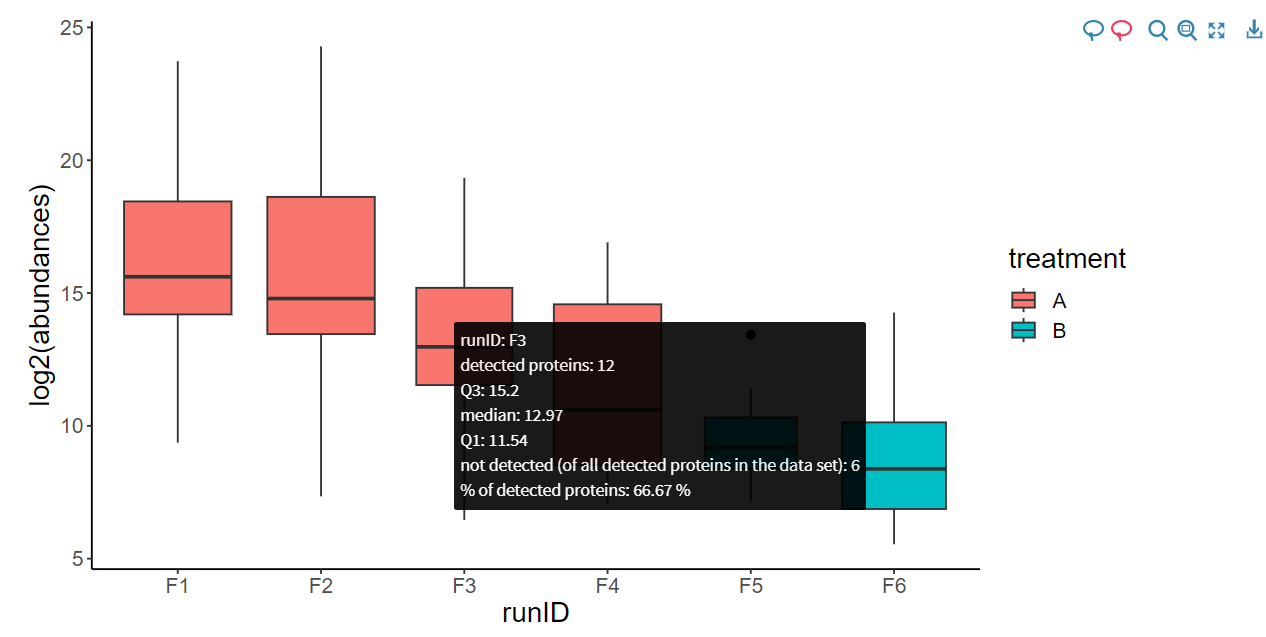 25
20
15
10
5
log2(abundances)
F1 F2 F3 F4 F5 F6
runID
treatment
A
B
runID: F3
detected proteins: 12
Q3: 15.2
median: 12.97
Q1: 11.54
not detected (of all detected proteins in the data set): 6
% of detected proteins: 66.67 %